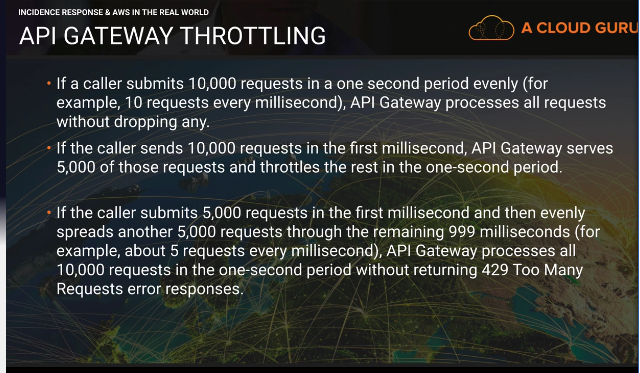 INCIDENCE RESPONSE & AWS IN THE REAL WORLD
API GATEWAY THROTTLING
A CLOUD GURU
• If a caller submits 10,000 requests in a one second period evenly (for
example, 10 requests every millisecond), API Gateway processes all requests
without dropping any.
• If the caller sends 10,000 requests in the first millisecond, API Gateway serves
5,000 of those requests and throttles the rest in the one-second period.
• If the caller submits 5,000 requests in the first millisecond and then evenly
spreads another 5,000 requests through the remaining 999 milliseconds (for
example, about 5 requests every millisecond), API Gateway processes all
10,000 requests in the one-second period without returning 429 Too Many
Requests error responses.